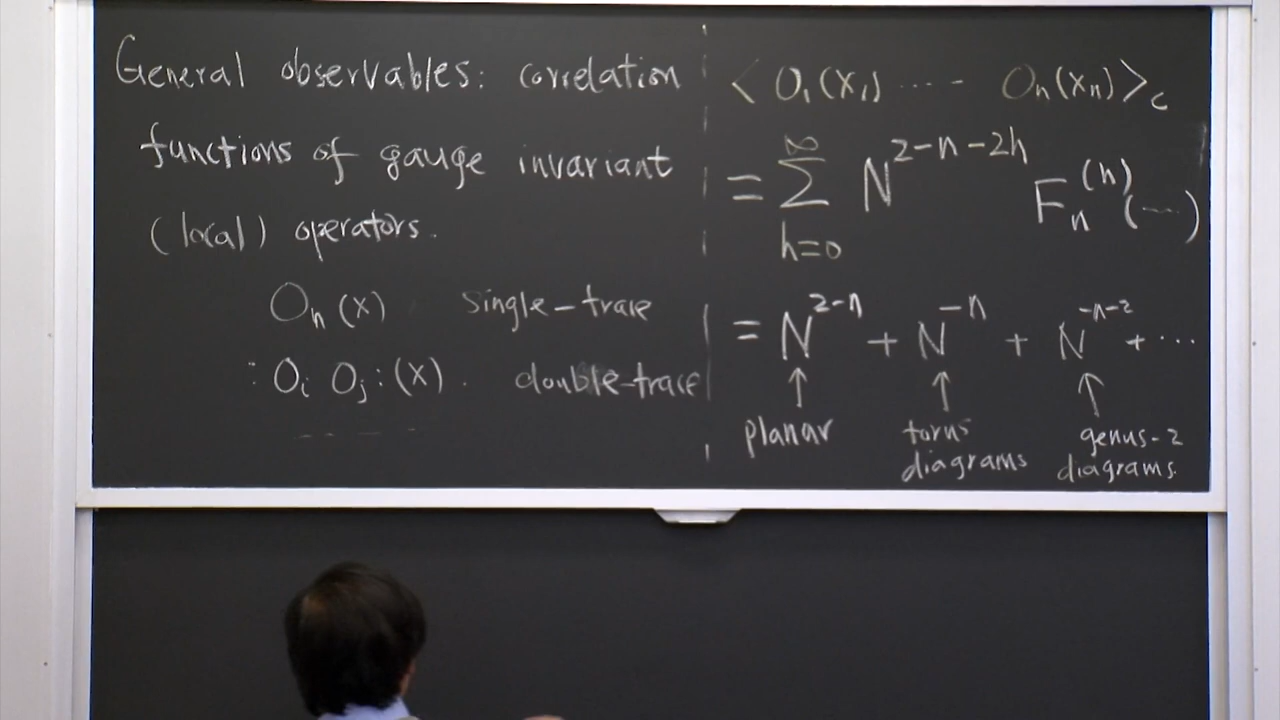 General observables: correlation
functions of gauge invariant
(local) operators.
Oₙ(x) single-trace
:Oᵢ Oⱼ:(x). double-trace
< O₁(x₁) ····- Oₙ(xₙ)>_c
= ∑_{h=0}^{∞} N^{2-n-2h} Fₙ^{(h)}(---)
= N^{2-n} + N^{-n} + N^{-n-2} + ···
↑ ↑ ↑
planar torus diagrams genus-2 diagrams.